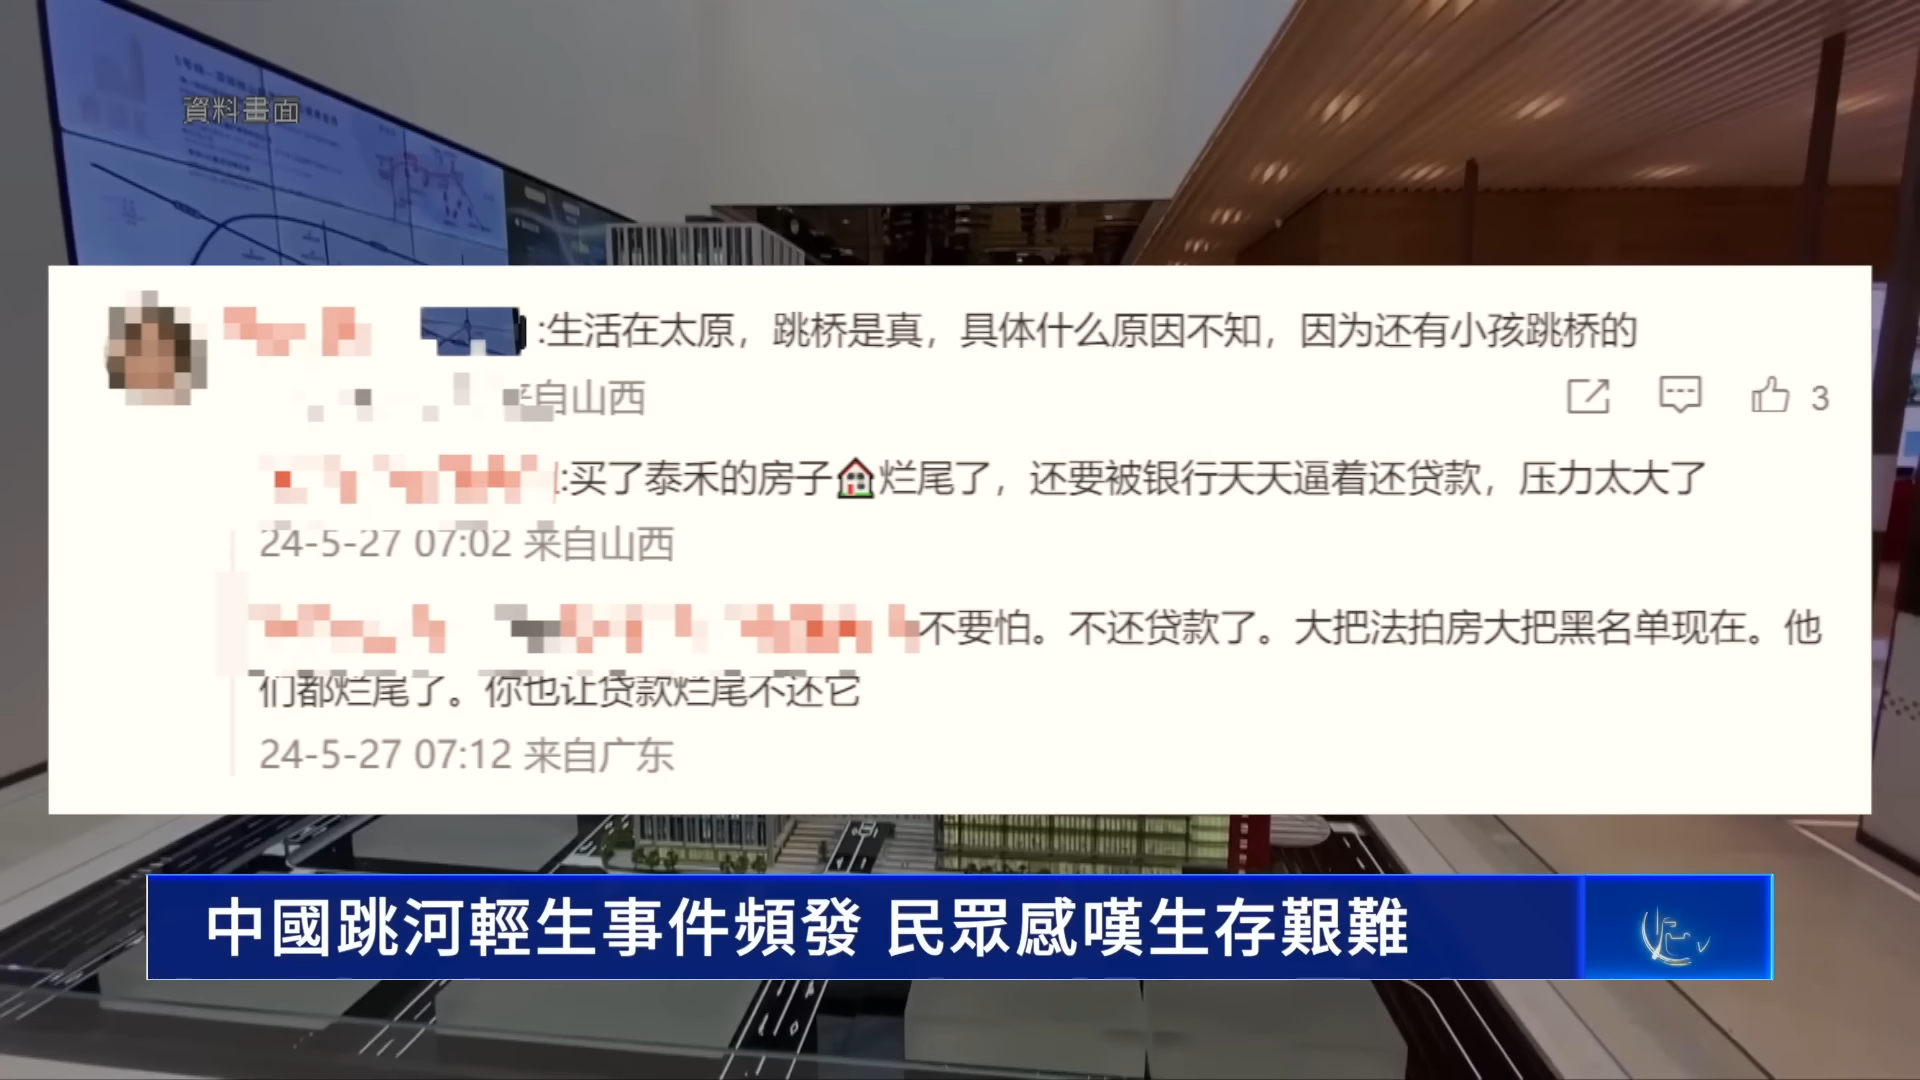 資料畫面
:生活在太原，跳桥是真，具体什么原因不知，因为还有小孩跳桥的
来自山西
3
:买了泰禾的房子🏠烂尾了，还要被银行天天逼着还贷款，压力太大了
24-5-27 07:02 来自山西
不要怕。不还贷款了。大把法拍房大把黑名单现在。他
们都烂尾了。你也让贷款烂尾不还它
24-5-27 07:12 来自广东
中國跳河輕生事件頻發 民眾感嘆生存艱難